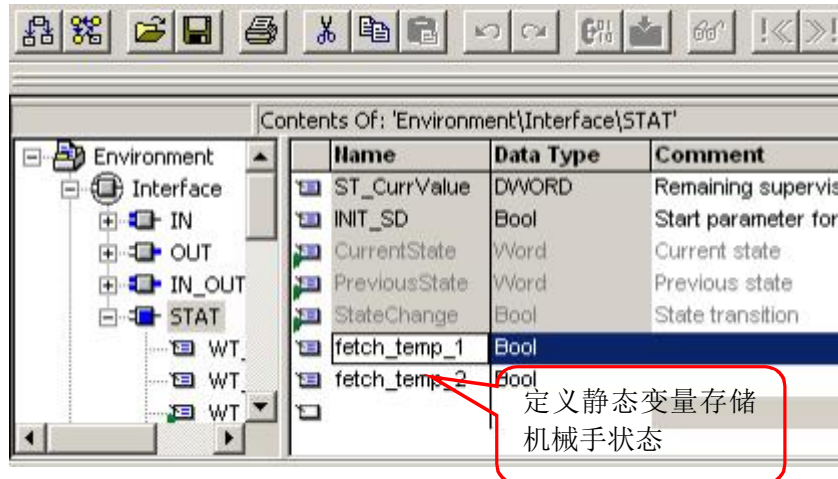 Contents Of: 'Environment\Interface\STAT'
Environment
Interface
IN
OUT
IN_OUT
STAT
WT_
WT_
WT
Name Data Type Comment
ST_CurrValue DWORD Remaining supervis
INIT_SD Bool Start parameter for
CurrentState Word Current state
PreviousState Word Previous state
StateChange Bool State transition
fetch_temp_1 Bool
fetch_temp_2 Bool
定义静态变量存储
机械手状态